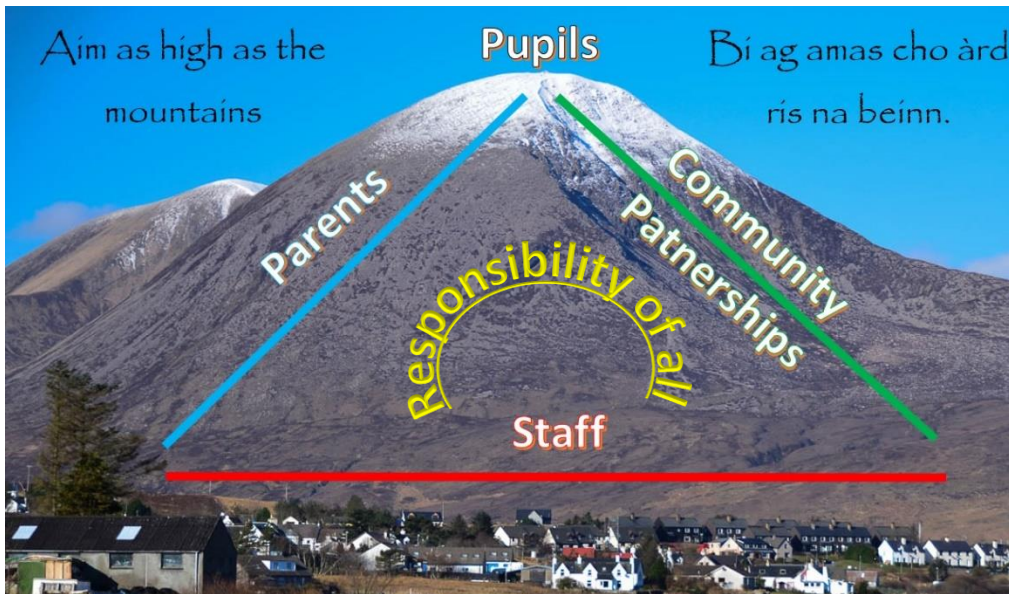 Aim as high as the
mountains
Pupils
Bi ag amas cho àrd
ris na beinn.
Parents
Community
Patnerships
Responsibility of all
Staff